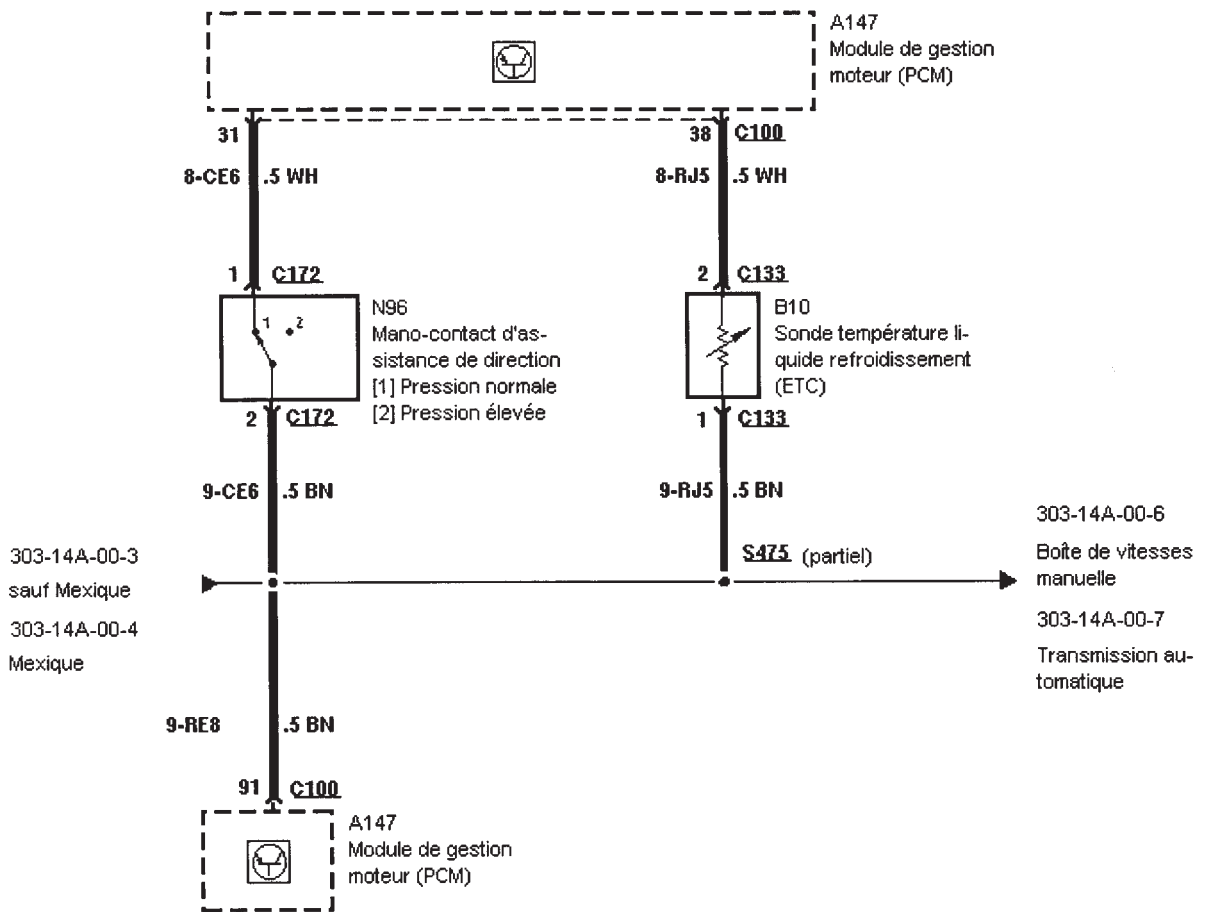 A147
Module de gestion
moteur (PCM)
31
38 C100
8-CE6 .5 WH
8-RJ5 .5 WH
1 C172
2 C133
N96
Mano-contact d'as-
sistance de direction
[1] Pression normale
[2] Pression élevée
1 2
B10
Sonde température li-
quide refroidissement
(ETC)
2 C172
1 C133
9-CE6 .5 BN
9-RJ5 .5 BN
303-14A-00-3
sauf Mexique
303-14A-00-4
Mexique
S475 (partiel)
303-14A-00-6
Boîte de vitesses
manuelle
303-14A-00-7
Transmission au-
tomatique
9-RE8 .5 BN
91 C100
A147
Module de gestion
moteur (PCM)